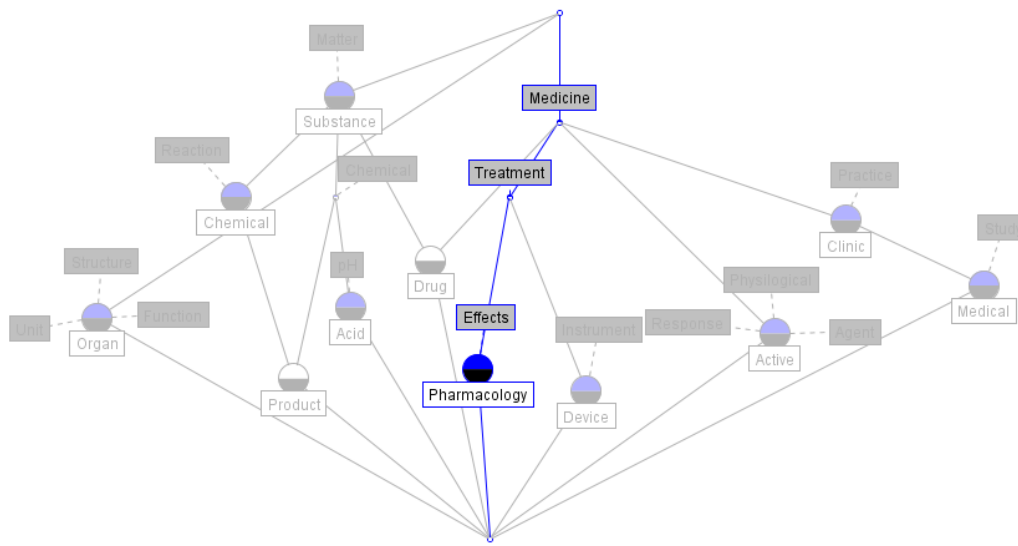 Matter
Medicine
Substance
Reaction
Chemical
Treatment
Practice
Chemical
Clinic
Structure
pH
Drug
Physilogical
Stud
Unit
Function
Organ
Acid
Effects
Instrument
Response
Agent
Medical
Active
Product
Pharmacology
Device